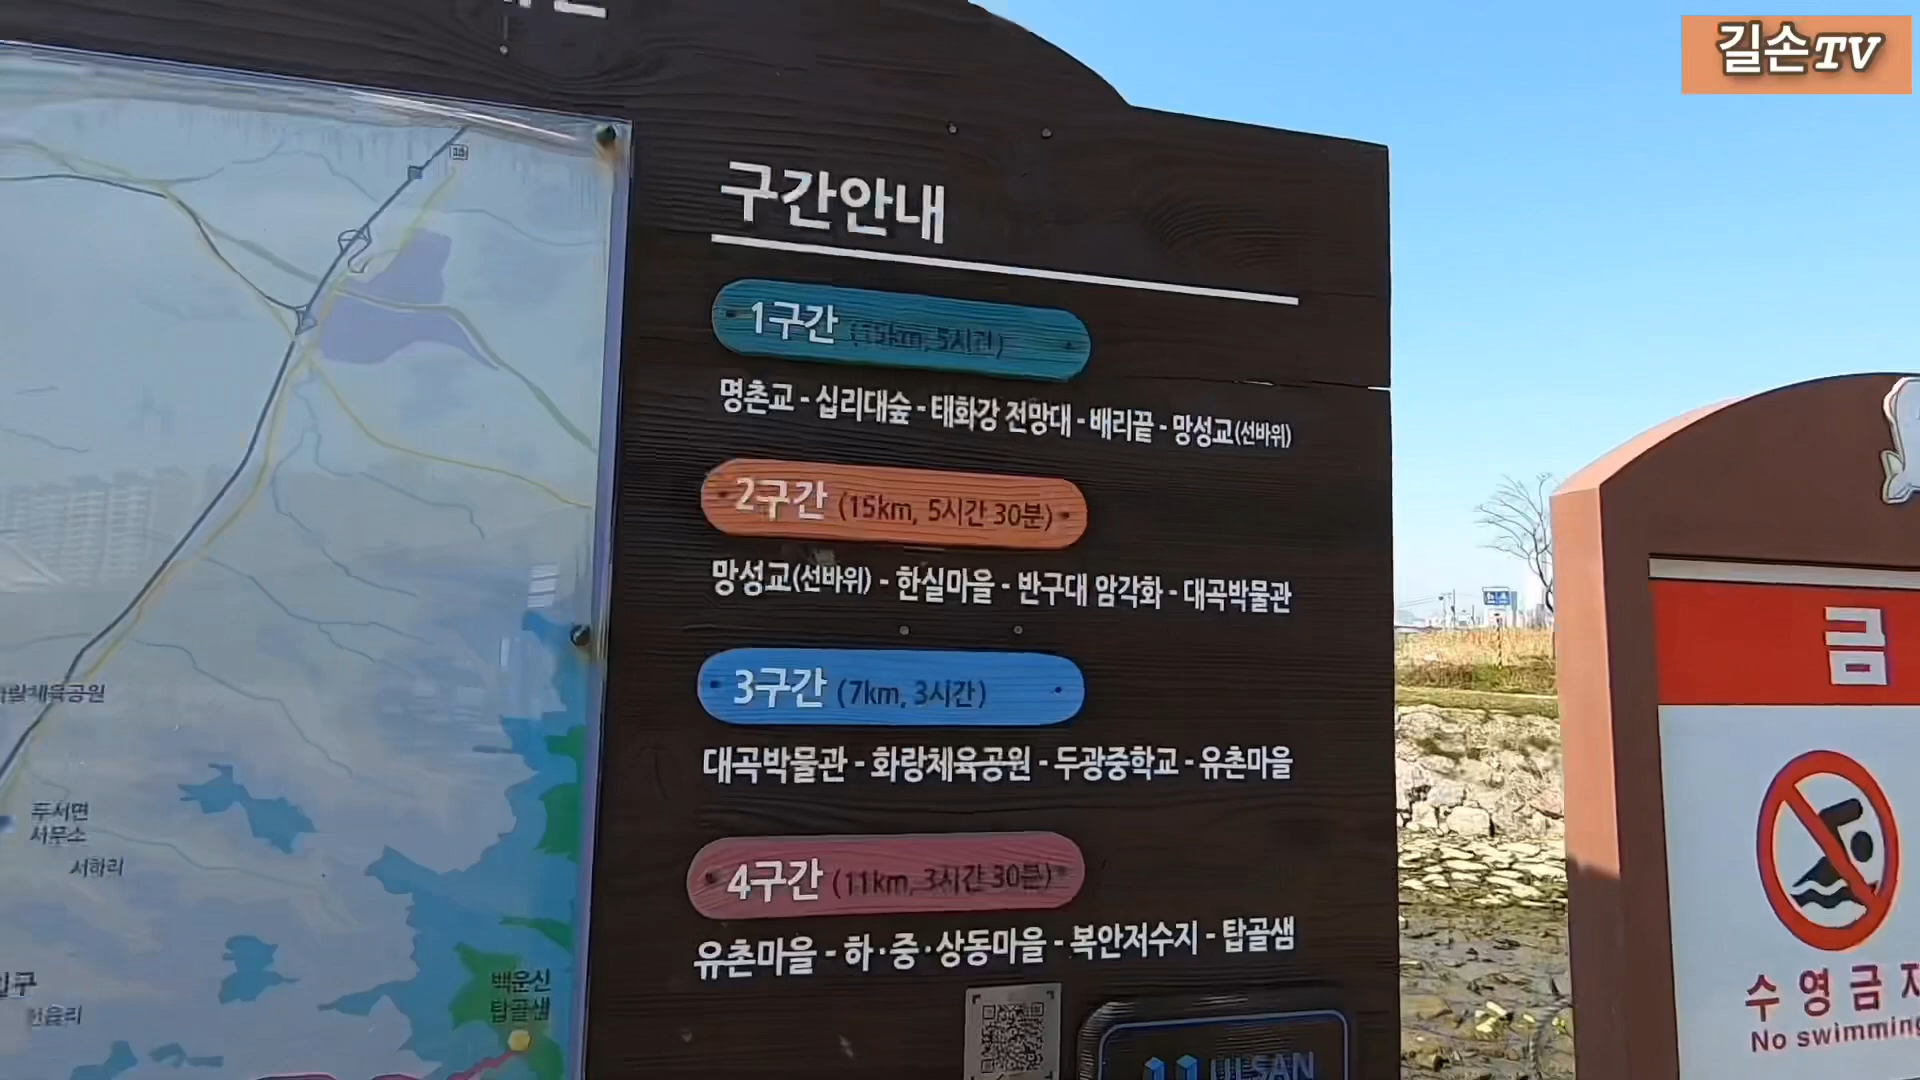 길손TV
구간안내
1구간 (15km, 5시간)
명촌교 - 십리대숲 - 태화강 전망대 - 배리끝 - 망성교(선바위)
2구간 (15km, 5시간 30분)
망성교(선바위) - 한실마을 - 반구대 암각화 - 대곡박물관
3구간 (7km, 3시간)
대곡박물관 - 화랑체육공원 - 두광중학교 - 유촌마을
4구간 (11km, 3시간 30분)
유촌마을 - 하·중·상동마을 - 복안저수지 - 탑골샘
ULSAN
두서면
사무소
서하리
백운산
탑골샘
금
수영금지
No swimming